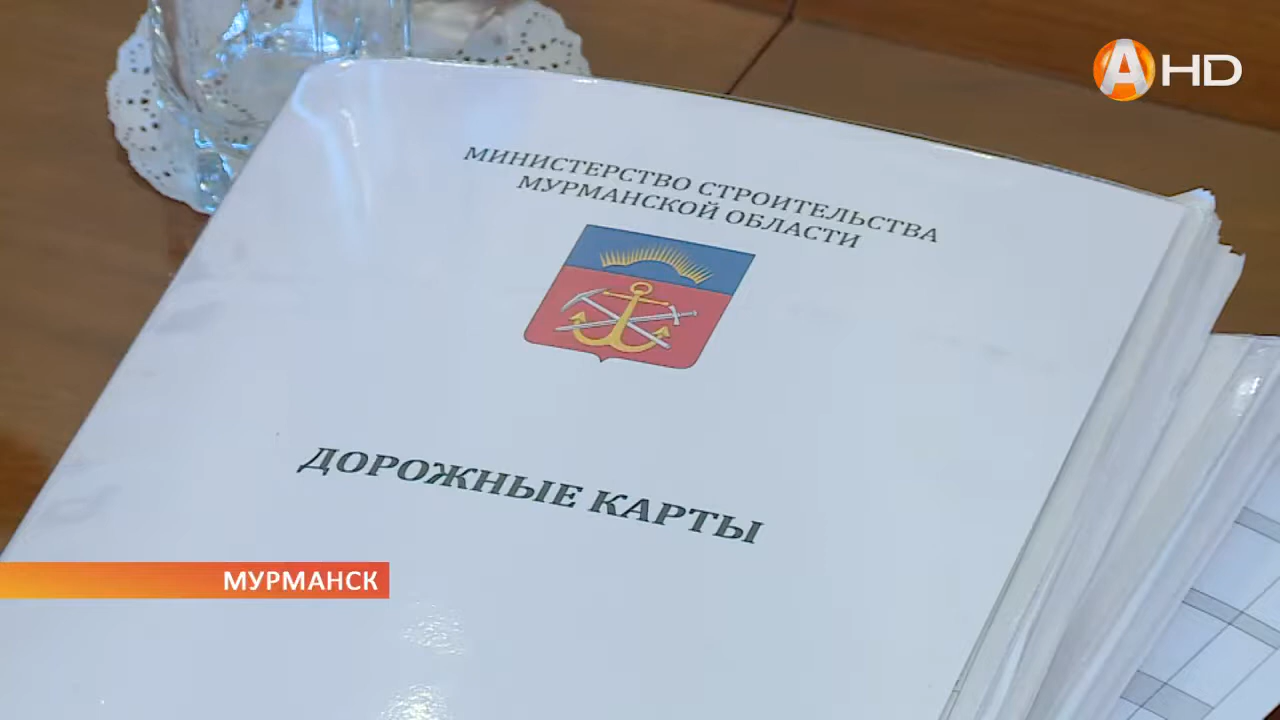 А HD
МИНИСТЕРСТВО СТРОИТЕЛЬСТВА
МУРМАНСКОЙ ОБЛАСТИ
ДОРОЖНЫЕ КАРТЫ
МУРМАНСК